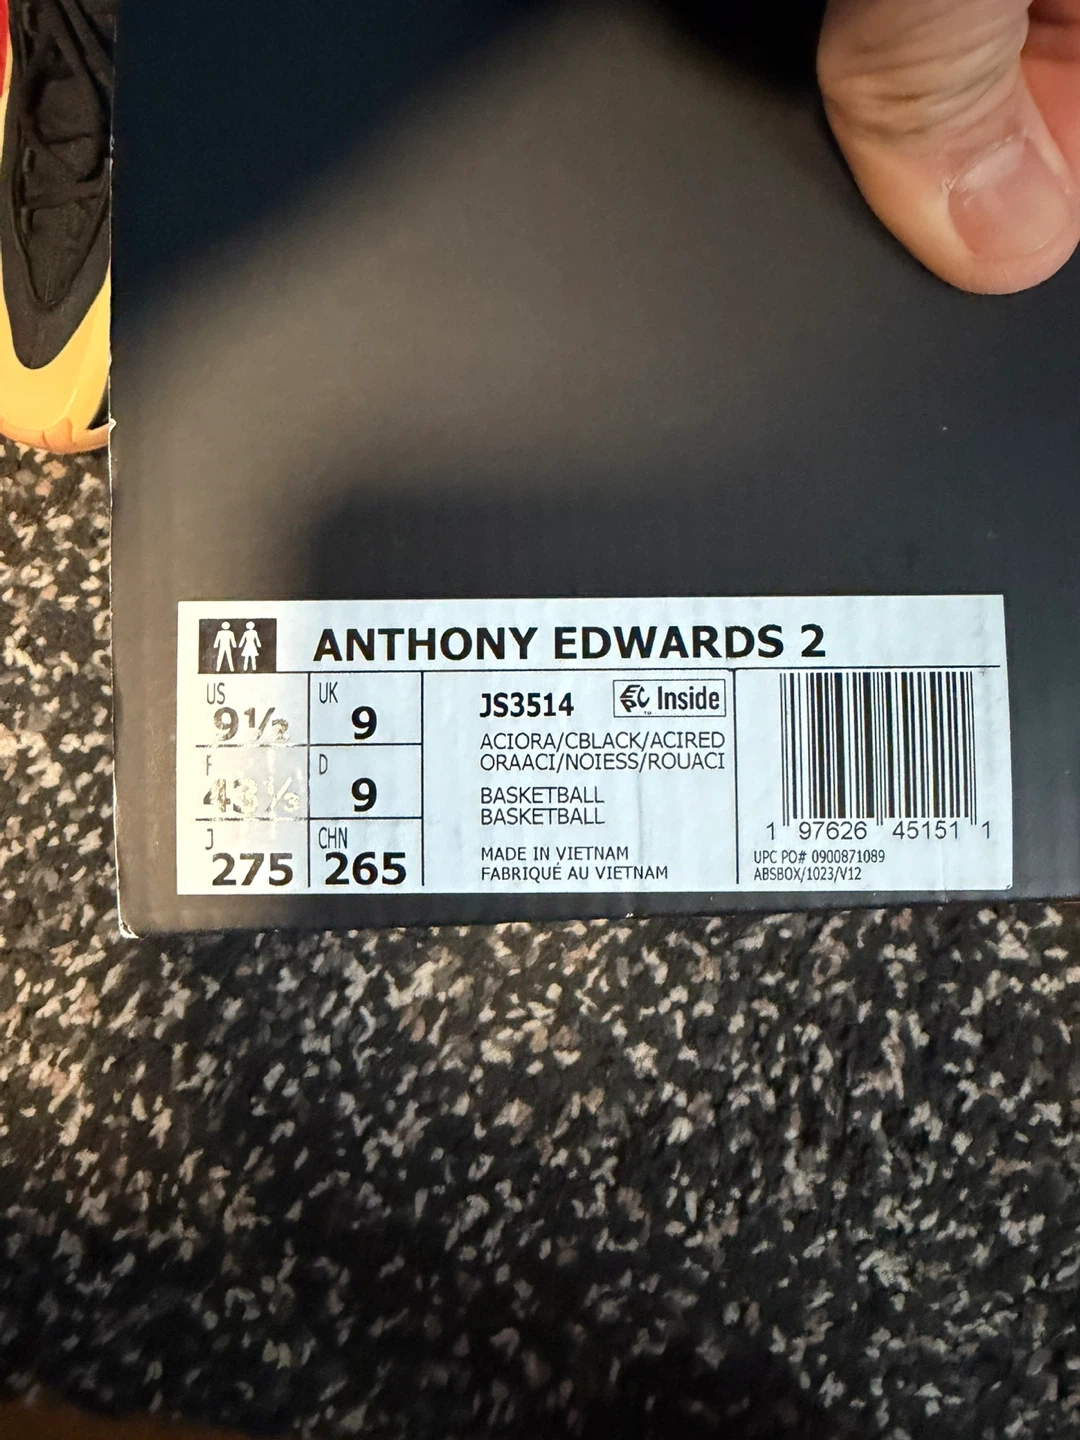 ANTHONY EDWARDS 2
US UK
9½ 9
F D
43⅓ 9
J CHN
275 265
JS3514 Inside
ACIORA/CBLACK/ACIRED
ORAACI/NOIESS/ROUACI
BASKETBALL
BASKETBALL
MADE IN VIETNAM
FABRIQUÉ AU VIETNAM
1 97626 45151 1
UPC PO# 0900871089
ABSBOX/1023/V12